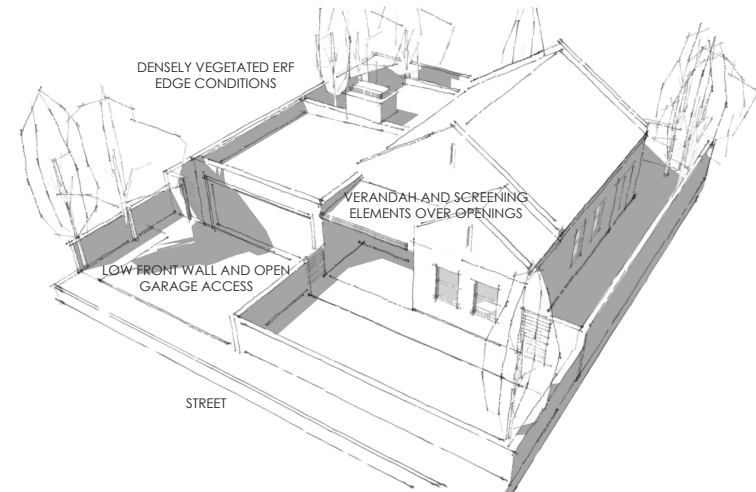 DENSELY VEGETATED ERF
EDGE CONDITIONS
VERANDAH AND SCREENING
ELEMENTS OVER OPENINGS
LOW FRONT WALL AND OPEN
GARAGE ACCESS
STREET